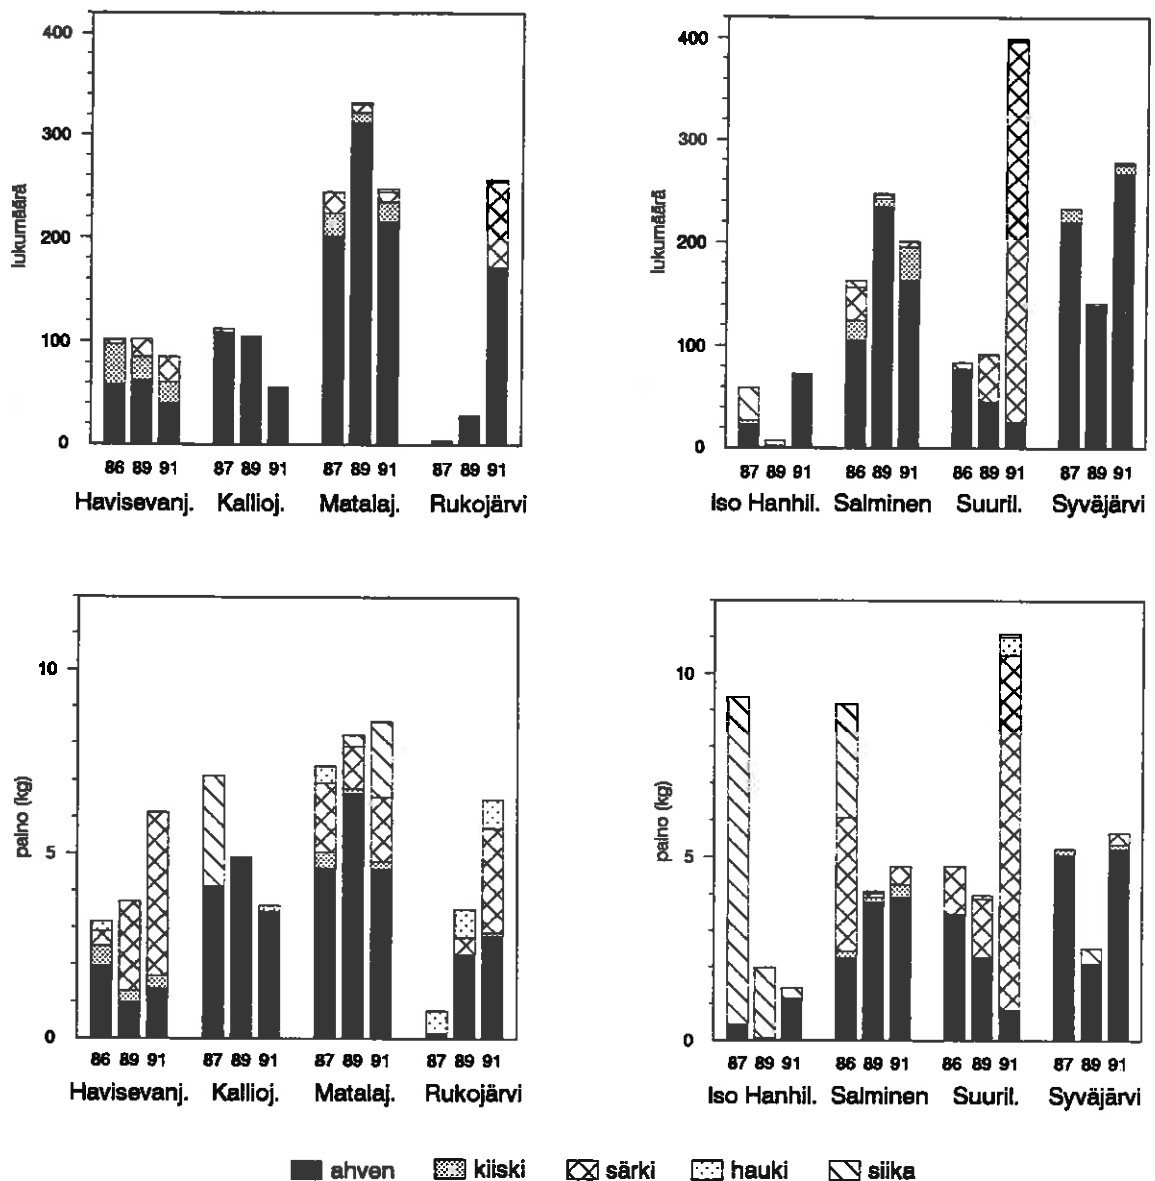 400
300
200
100
0
lukumäärä
86 89 91 87 89 91 87 89 91 87 89 91
Havisevanj. Kallioj. Matalaj. Rukojärvi
400
300
200
100
0
lukumäärä
87 89 91 86 89 91 86 89 91 87 89 91
Iso Hanhil. Salminen Suuril. Syväjärvi
10
5
0
paino (kg)
86 89 91 87 89 91 87 89 91 87 89 91
Havisevanj. Kallioj. Matalaj. Rukojärvi
10
5
0
paino (kg)
87 89 91 86 89 91 86 89 91 87 89 91
Iso Hanhil. Salminen Suuril. Syväjärvi
ahven kiiski särki hauki siika